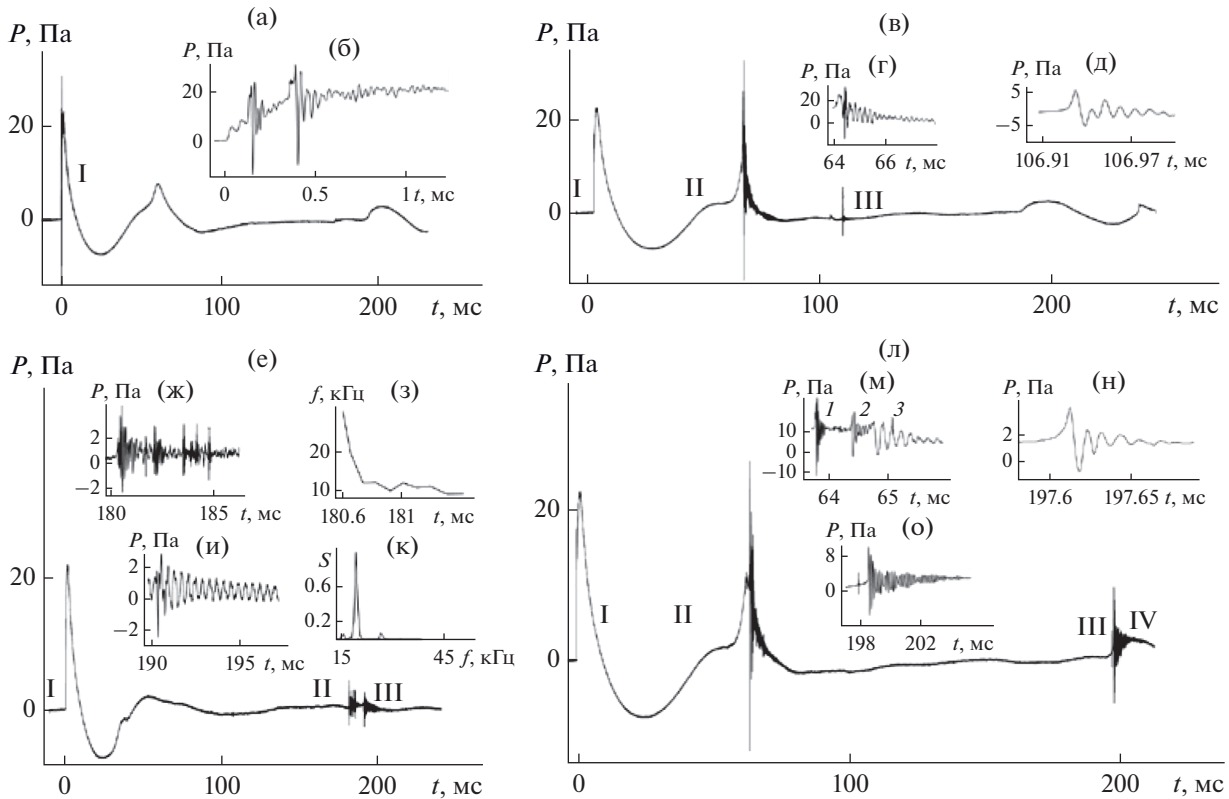 (а)
P, Па
(б)
P, Па
20
0
0
0.5
1
t, мс
20
I
0
0
100
200
t, мс
(в)
P, Па
(г)
P, Па
20
0
64
66
t, мс
(д)
P, Па
5
−5
106.91
106.97
t, мс
20
I
II
III
0
0
100
200
t, мс
(е)
P, Па
(ж)
P, Па
2
0
−2
180
185
t, мс
(з)
f, кГц
20
10
180.6
181
t, мс
(и)
P, Па
2
0
−2
190
195
t, мс
(к)
S
0.6
0.2
15
45
f, кГц
20
I
II
III
0
0
100
200
t, мс
(л)
P, Па
(м)
P, Па
1
2
3
10
0
−10
64
65
t, мс
(н)
P, Па
2
0
197.6
197.65
t, мс
(о)
P, Па
8
0
198
202
t, мс
20
I
II
III
IV
0
0
100
200
t, мс